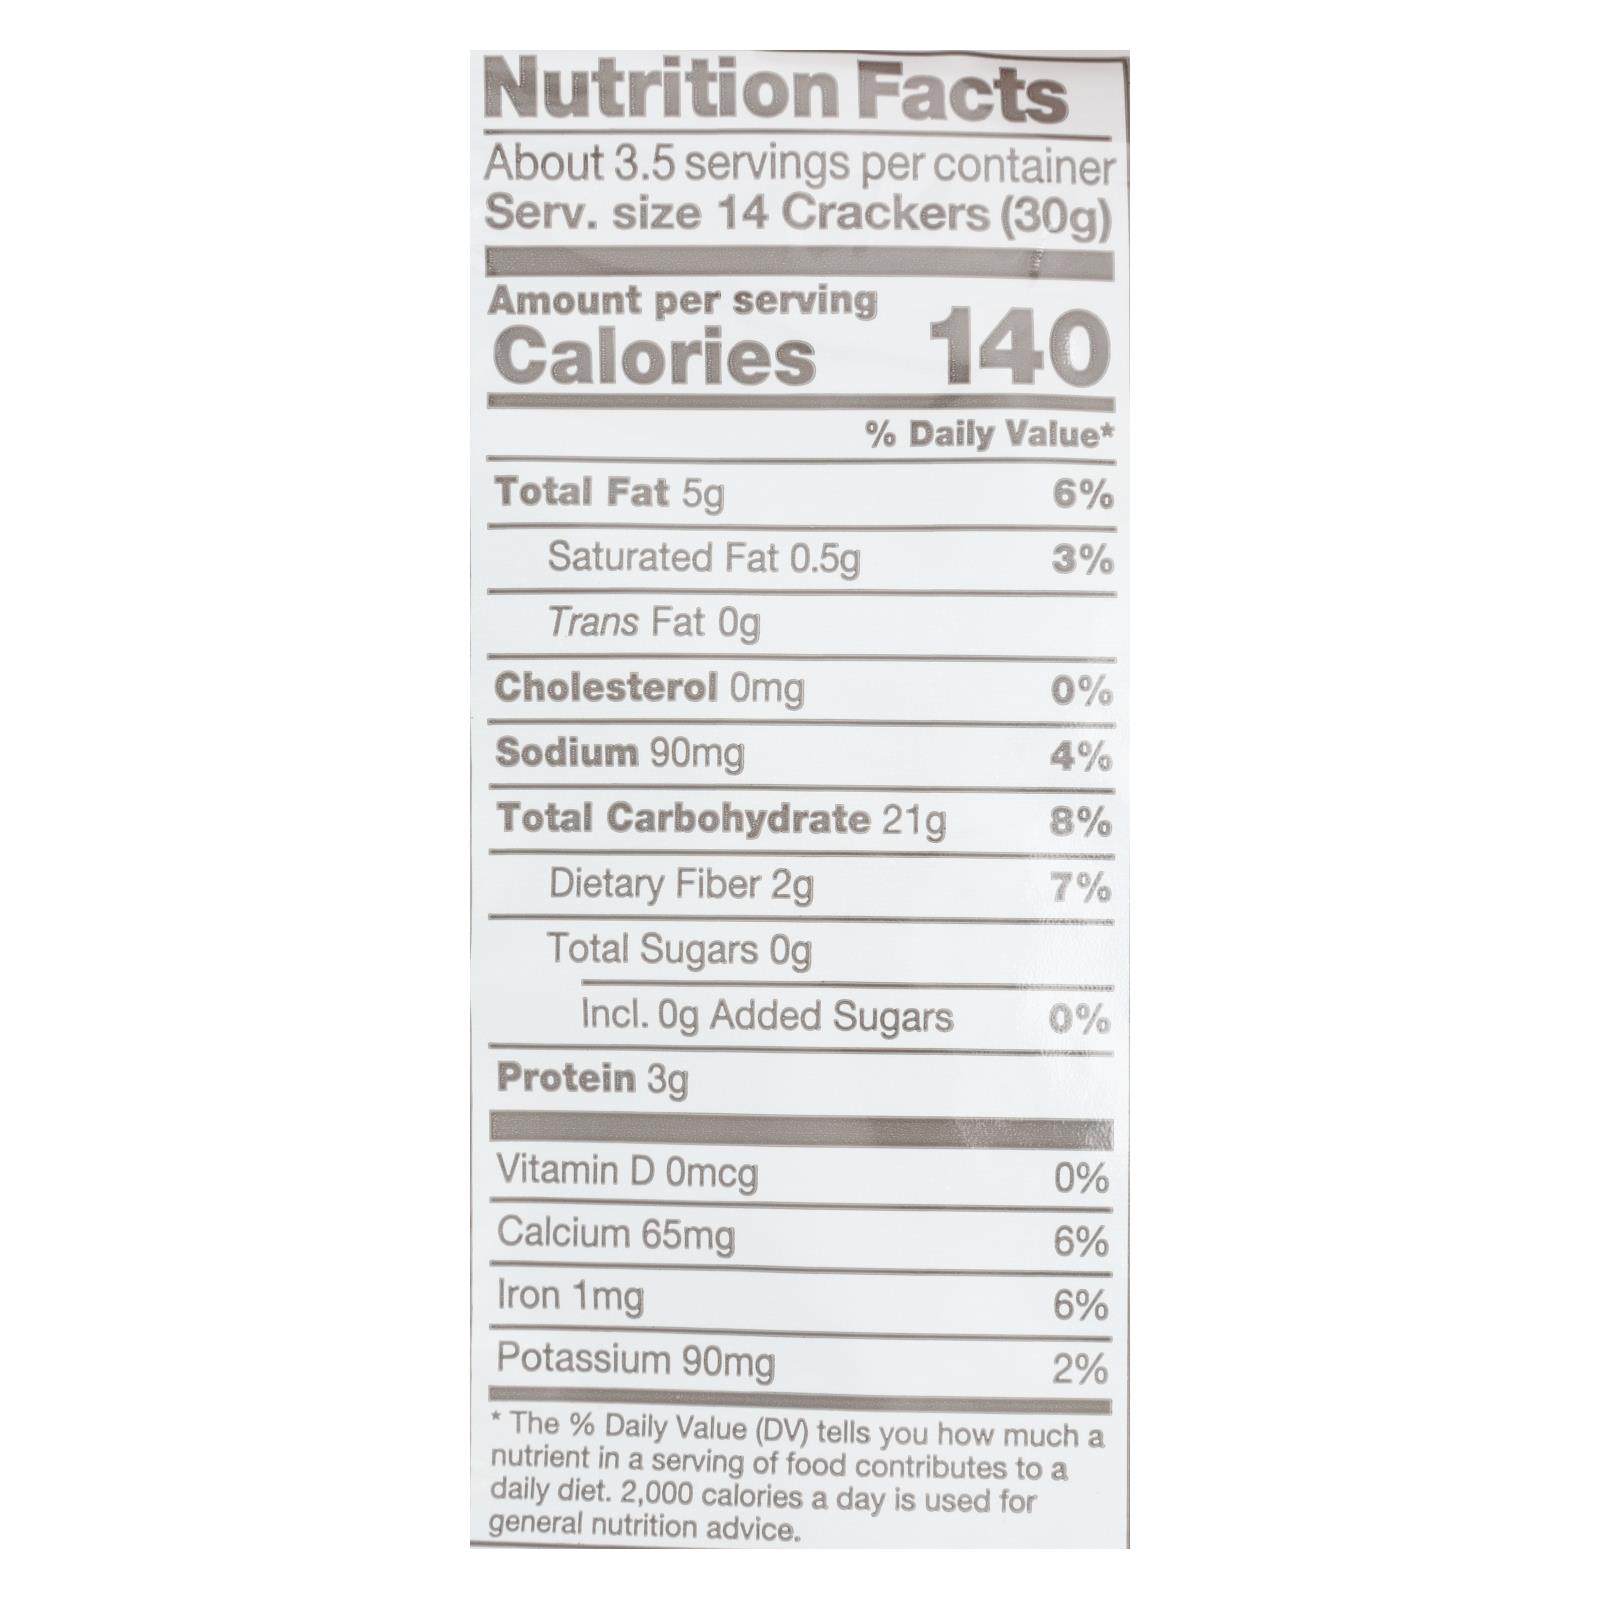 Nutrition Facts
About 3.5 servings per container
Serv. size 14 Crackers (30g)
Amount per serving
Calories 140
% Daily Value*
Total Fat 5g 6%
Saturated Fat 0.5g 3%
Trans Fat 0g
Cholesterol 0mg 0%
Sodium 90mg 4%
Total Carbohydrate 21g 8%
Dietary Fiber 2g 7%
Total Sugars 0g
Incl. 0g Added Sugars 0%
Protein 3g
Vitamin D 0mcg 0%
Calcium 65mg 6%
Iron 1mg 6%
Potassium 90mg 2%
* The % Daily Value (DV) tells you how much a
nutrient in a serving of food contributes to a
daily diet. 2,000 calories a day is used for
general nutrition advice.